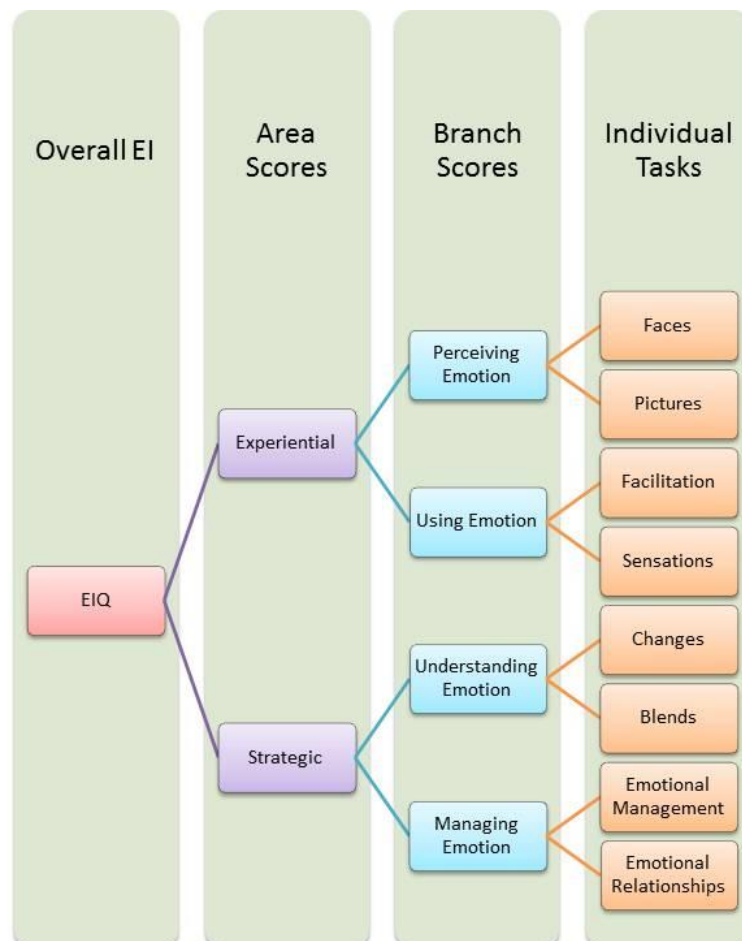 Overall EI
Area
Scores
Branch
Scores
Individual
Tasks
EIQ
Experiential
Strategic
Perceiving
Emotion
Using Emotion
Understanding
Emotion
Managing
Emotion
Faces
Pictures
Facilitation
Sensations
Changes
Blends
Emotional
Management
Emotional
Relationships